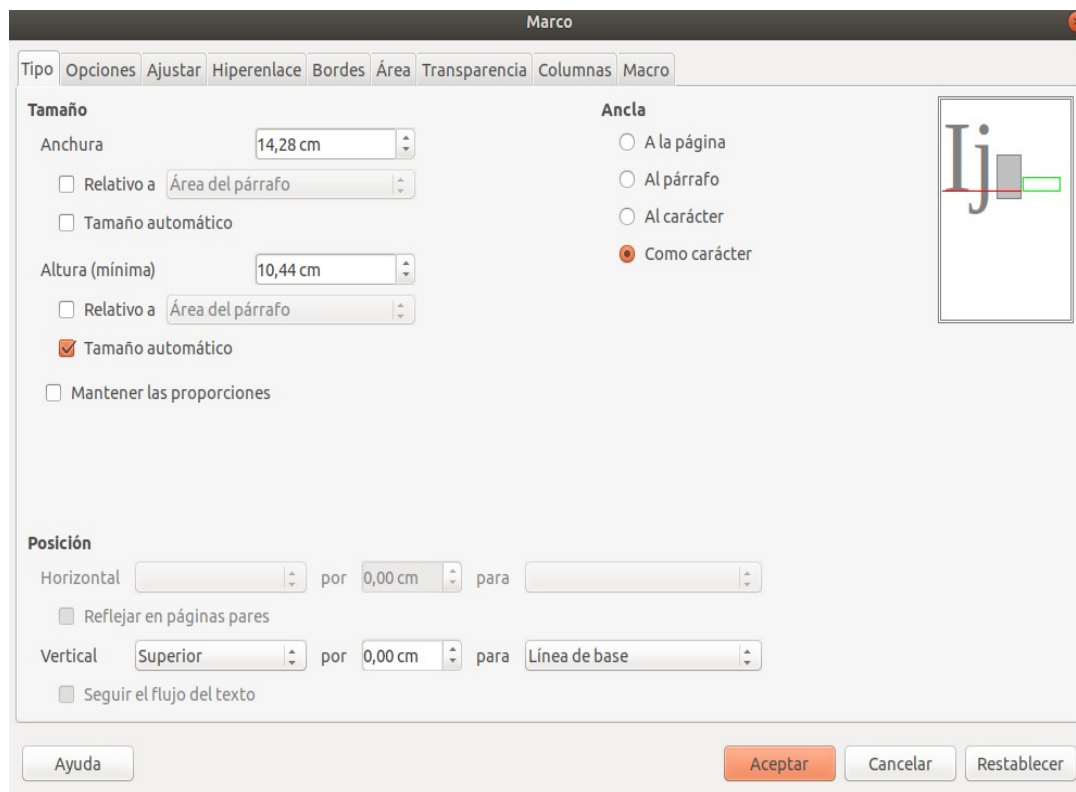 Marco
Tipo Opciones Ajustar Hiperenlace Bordes Área Transparencia Columnas Macro
Tamaño
Anchura 14,28 cm
Relativo a Área del párrafo
Tamaño automático
Altura (mínima) 10,44 cm
Relativo a Área del párrafo
Tamaño automático
Mantener las proporciones
Ancla
A la página
Al párrafo
Al carácter
Como carácter
Ij
Posición
Horizontal por 0,00 cm para
Reflejar en páginas pares
Vertical Superior por 0,00 cm para Línea de base
Seguir el flujo del texto
Ayuda Aceptar Cancelar Restablecer